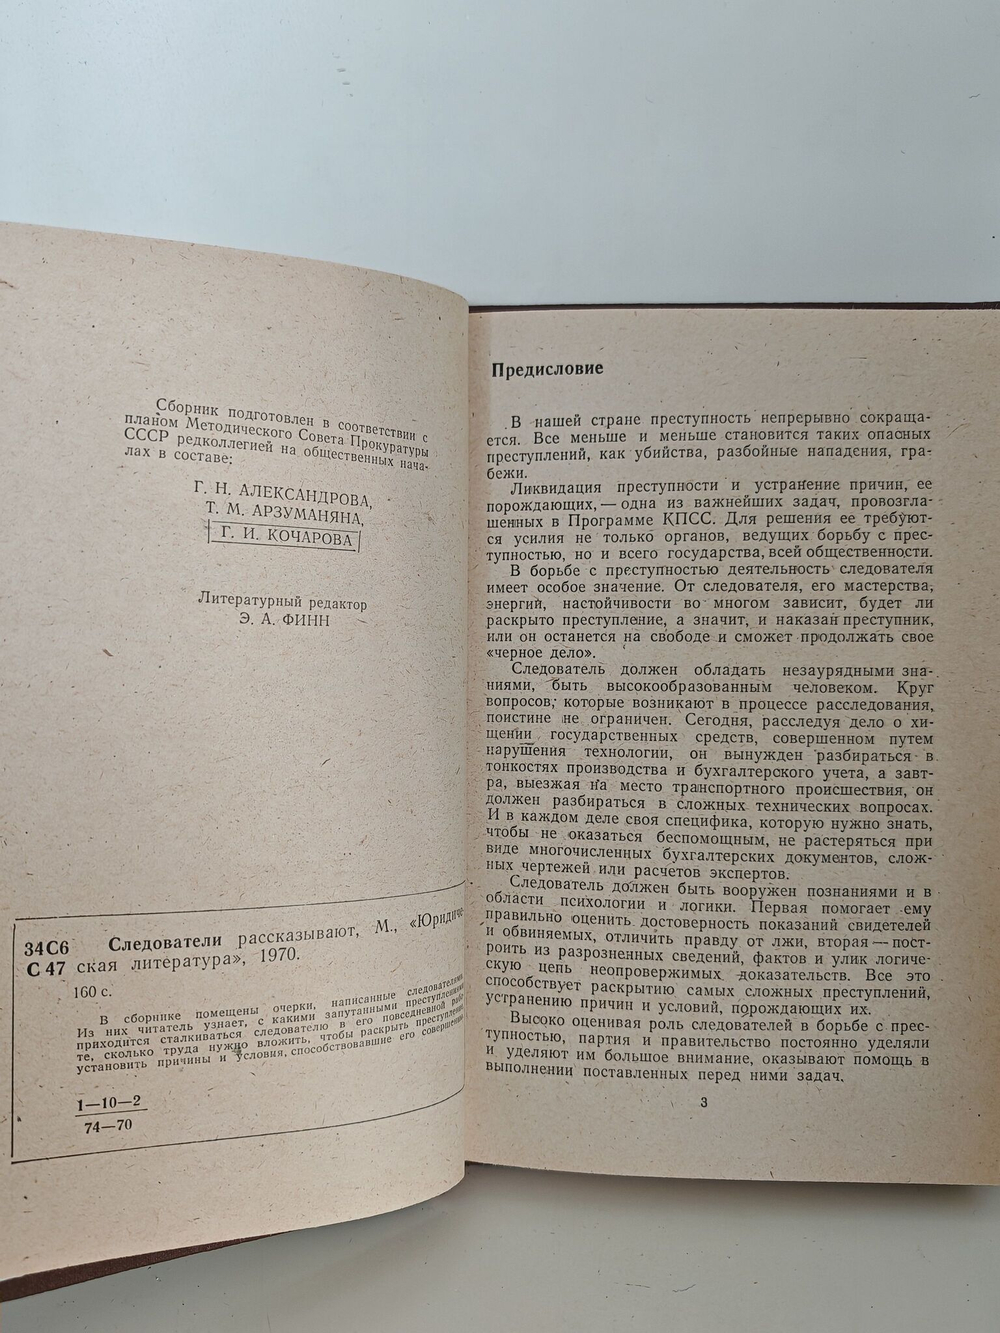 Сборник подготовлен в соответствии с
планом Методического Совета Прокуратуры
СССР редколлегией на общественных нача-
лах в составе:
Г. Н. АЛЕКСАНДРОВА,
Т. М. АРЗУМАНЯНА,
Г. И. КОЧАРОВА
Литературный редактор
Э. А. ФИНН
34С6 Следователи рассказывают, М., «Юридиче-
С 47 ская литература», 1970.
160 с.
В сборнике помещены очерки, написанные следователями.
Из них читатель узнает, с какими запутанными преступлениями
приходится сталкиваться следователю в его повседневной рабо-
те, сколько труда нужно вложить, чтобы раскрыть преступление,
установить причины и условия, способствовавшие его совершению
1—10—2
74—70
Предисловие
В нашей стране преступность непрерывно сокраща-
ется. Все меньше и меньше становится таких опасных
преступлений, как убийства, разбойные нападения, гра-
бежи.
Ликвидация преступности и устранение причин, ее
порождающих, — одна из важнейших задач, провозгла-
шенных в Программе КПСС. Для решения ее требуют-
ся усилия не только органов, ведущих борьбу с прес-
тупностью, но и всего государства, всей общественности.
В борьбе с преступностью деятельность следователя
имеет особое значение. От следователя, его мастерства,
энергий, настойчивости во многом зависит, будет ли
раскрыто преступление, а значит, и наказан преступник,
или он останется на свободе и сможет продолжать свое
«черное дело».
Следователь должен обладать незаурядными зна-
ниями, быть высокообразованным человеком. Круг
вопросов, которые возникают в процессе расследования,
поистине не ограничен. Сегодня, расследуя дело о хи-
щении государственных средств, совершенном путем
нарушения технологии, он вынужден разбираться в
тонкостях производства и бухгалтерского учета, а завт-
ра, выезжая на место транспортного происшествия, он
должен разбираться в сложных технических вопросах.
И в каждом деле своя специфика, которую нужно знать,
чтобы не оказаться беспомощным, не растеряться при
виде многочисленных бухгалтерских документов, слож-
ных чертежей или расчетов экспертов.
Следователь должен быть вооружен познаниями и в
области психологии и логики. Первая помогает ему
правильно оценить достоверность показаний свидетелей
и обвиняемых, отличить правду от лжи, вторая — пост-
роить из разрозненных сведений, фактов и улик логиче-
скую цепь неопровержимых доказательств. Все это
способствует раскрытию самых сложных преступлений,
устранению причин и условий, порождающих их.
Высоко оценивая роль следователей в борьбе с прес-
тупностью, партия и правительство постоянно уделяли
и уделяют им большое внимание, оказывают помощь в
выполнении поставленных перед ними задач.
3